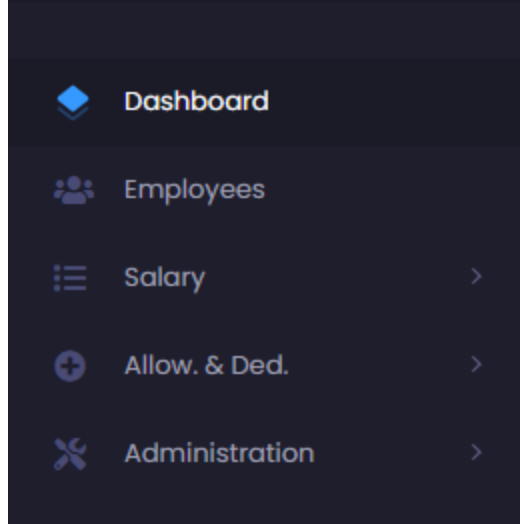 Dashboard
Employees
Salary
Allow. & Ded.
Administration